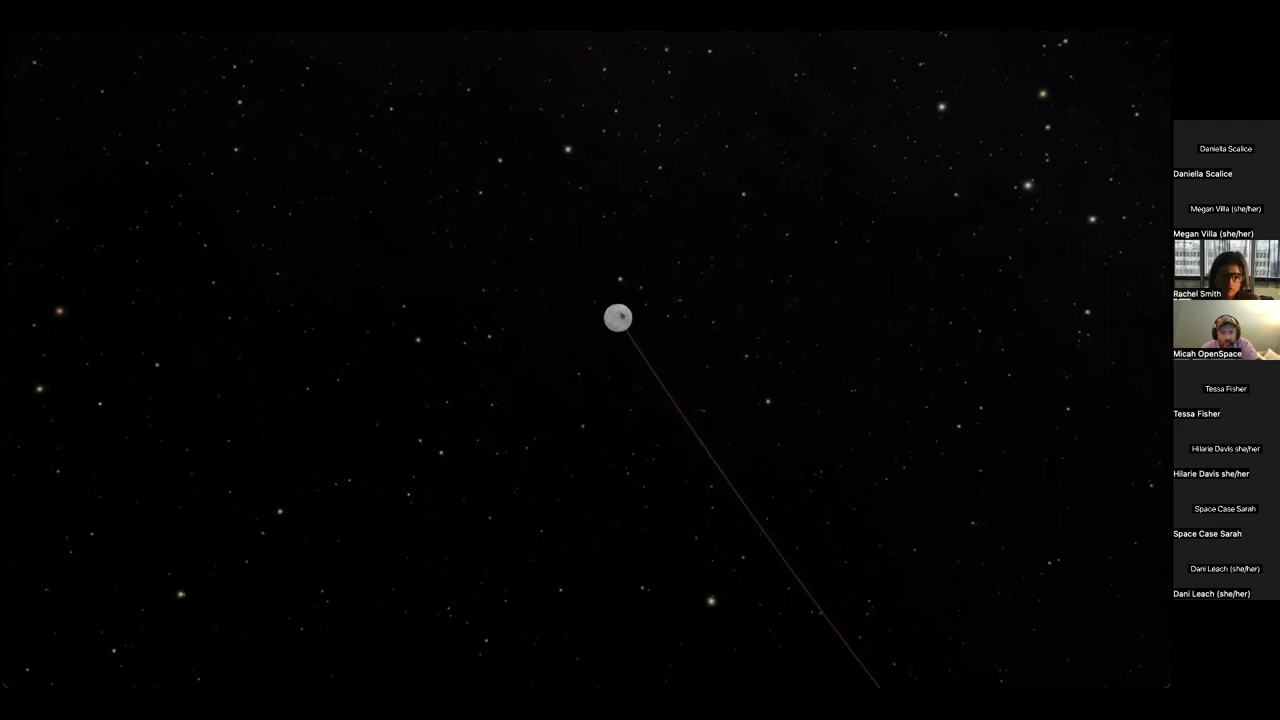 Daniella Scalice
Daniella Scalice
Megan Villa (she/her)
Megan Villa (she/her)
Rachel Smith
Micah OpenSpace
Tessa Fisher
Tessa Fisher
Hilarie Davis she/her
Hilarie Davis she/her
Space Case Sarah
Space Case Sarah
Dani Leach (she/her)
Dani Leach (she/her)